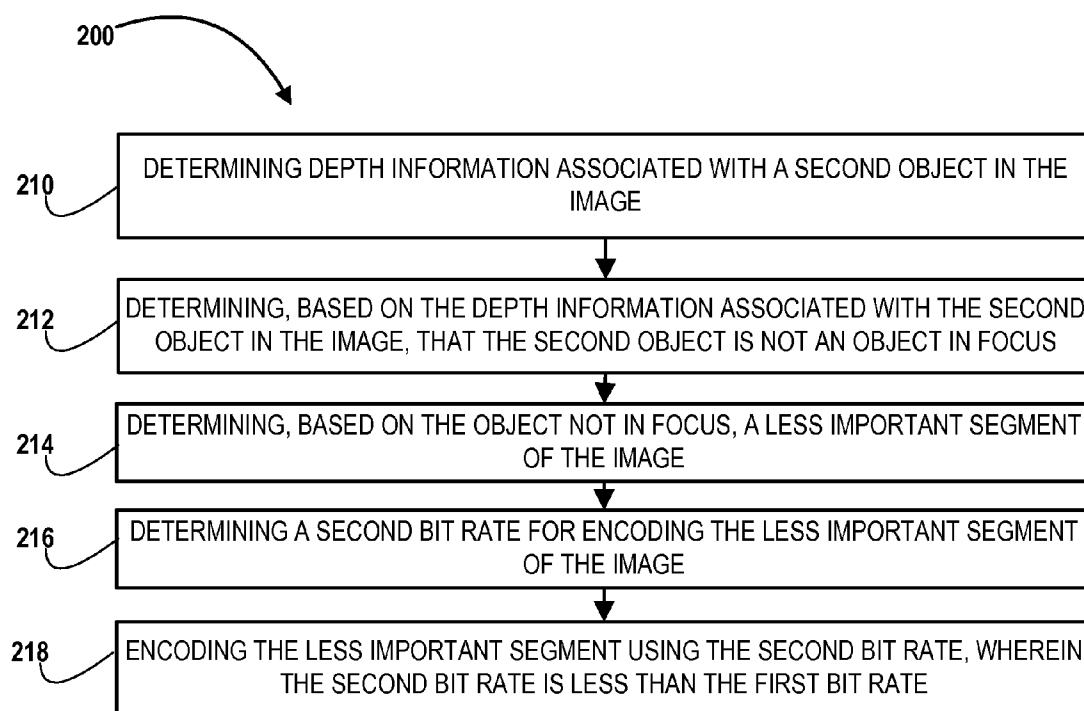 200
210
DETERMINING DEPTH INFORMATION ASSOCIATED WITH A SECOND OBJECT IN THE
IMAGE
212
DETERMINING, BASED ON THE DEPTH INFORMATION ASSOCIATED WITH THE SECOND
OBJECT IN THE IMAGE, THAT THE SECOND OBJECT IS NOT AN OBJECT IN FOCUS
214
DETERMINING, BASED ON THE OBJECT NOT IN FOCUS, A LESS IMPORTANT SEGMENT
OF THE IMAGE
216
DETERMINING A SECOND BIT RATE FOR ENCODING THE LESS IMPORTANT SEGMENT
OF THE IMAGE
218
ENCODING THE LESS IMPORTANT SEGMENT USING THE SECOND BIT RATE, WHEREIN
THE SECOND BIT RATE IS LESS THAN THE FIRST BIT RATE